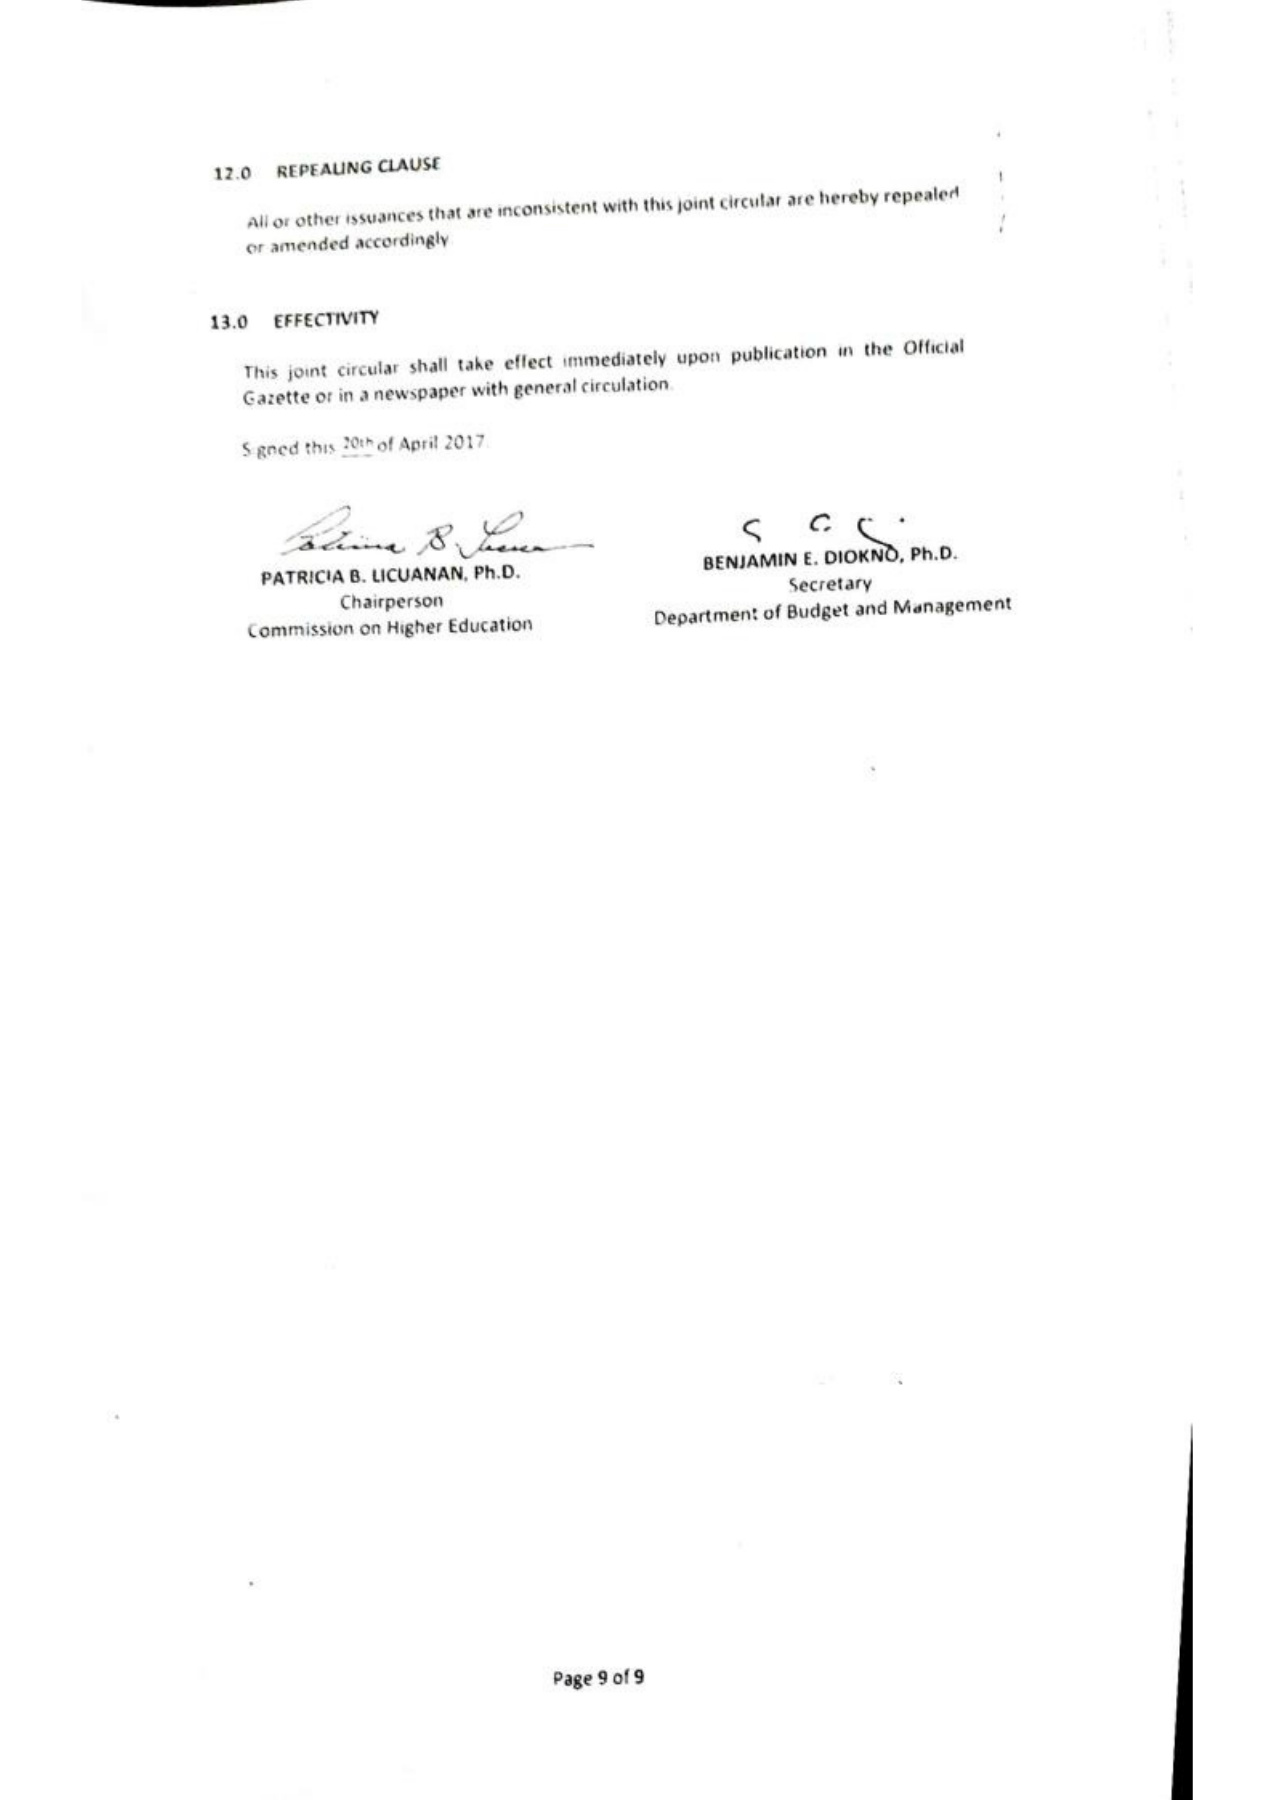 12.0 REPEALING CLAUSE
All or other issuances that are inconsistent with this joint circular are hereby repealed
or amended accordingly
13.0 EFFECTIVITY
This joint circular shall take effect immediately upon publication in the Official
Gazette or in a newspaper with general circulation.
Signed this 20th of April 2017.
Patricia B. Licuanan
PATRICIA B. LICUANAN, Ph.D.
Chairperson
Commission on Higher Education
BENJAMIN E. DIOKNO, Ph.D.
Secretary
Department of Budget and Management
Page 9 of 9